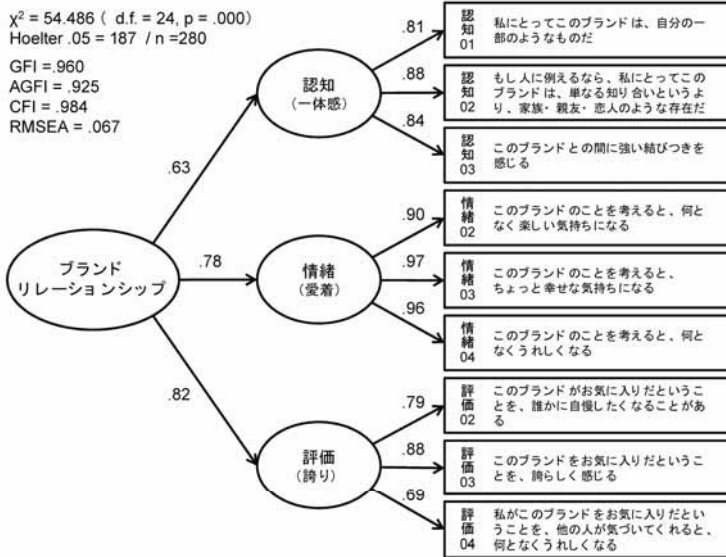 χ² = 54.486 ( d.f. = 24, p = .000)
Hoelter .05 = 187 / n =280
GFI =.960
AGFI = .925
CFI = .984
RMSEA = .067
ブランド
リレーションシップ
.63
.78
.82
認知
(一体感)
.81
.88
.84
認知01
私にとってこのブランドは、自分の一
部のようなものだ
認知02
もし人に例えるなら、私にとってこの
ブランドは、単なる知り合いというよ
り、家族・親友・恋人のような存在だ
認知03
このブランドとの間に強い結びつきを
感じる
情緒
(愛着)
.90
.97
.96
情緒02
このブランドのことを考えると、何と
なく楽しい気持ちになる
情緒03
このブランドのことを考えると、
ちょっと幸せな気持ちになる
情緒04
このブランドのことを考えると、何と
なくうれしくなる
評価
(誇り)
.79
.88
.69
評価02
このブランドがお気に入りだというこ
とを、誰かに自慢したくなることがあ
る
評価03
このブランドをお気に入りだというこ
とを、誇らしく感じる
評価04
私がこのブランドをお気に入りだとい
うことを、他の人が気づいてくれると、
何となくうれしくなる